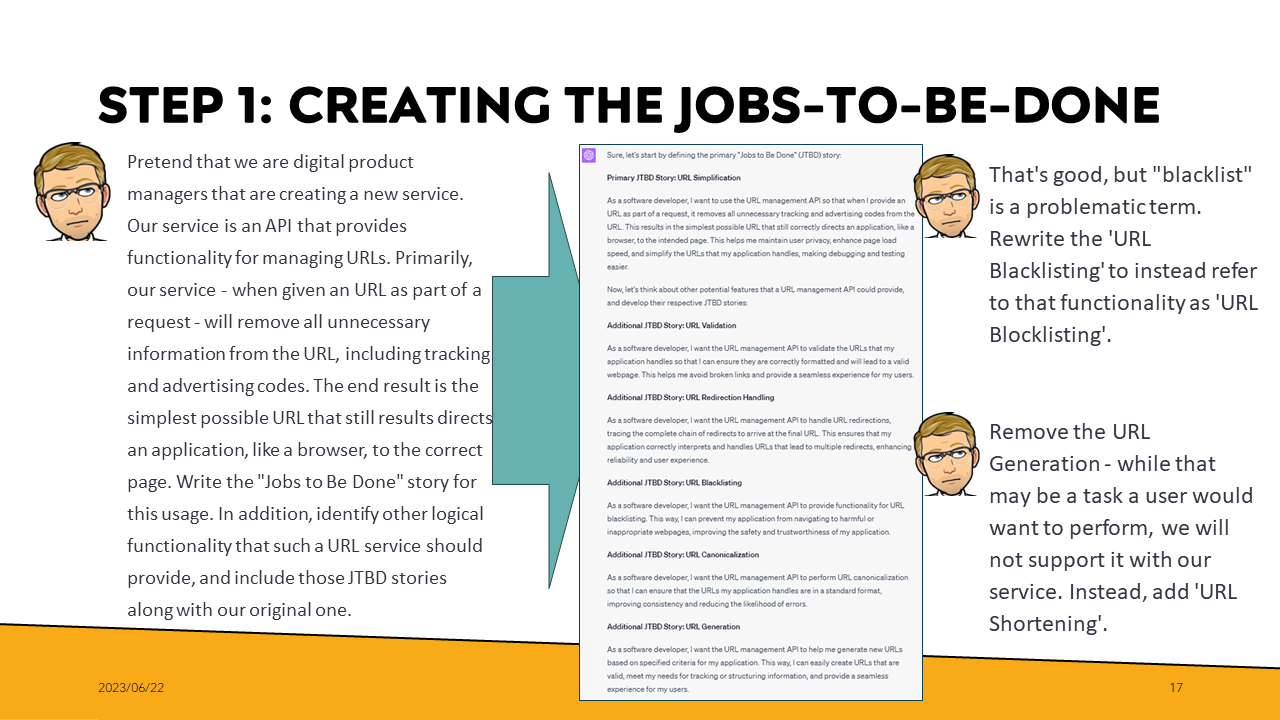 STEP 1: CREATING THE JOBS-TO-BE-DONE
Pretend that we are digital product
managers that are creating a new service.
Our service is an API that provides
functionality for managing URLs. Primarily,
our service - when given an URL as part of a
request - will remove all unnecessary
information from the URL, including tracking
and advertising codes. The end result is the
simplest possible URL that still results directs
an application, like a browser, to the correct
page. Write the "Jobs to Be Done" story for
this usage. In addition, identify other logical
functionality that such a URL service should
provide, and include those JTBD stories
along with our original one.
Sure, let's start by defining the primary "Jobs to Be Done" (JTBD) story:
Primary JTBD Story: URL Simplification
As a software developer, I want to use the URL management API so that when I provide an
URL as part of a request, it removes all unnecessary tracking and advertising codes from the
URL. This results in the simplest possible URL that still correctly directs an application, like a
browser, to the intended page. This helps me maintain user privacy, enhance page load
speed, and simplify the URLs that my application handles, making debugging and testing
easier.
Now, let's think about other potential features that a URL management API could provide,
and develop their respective JTBD stories:
Additional JTBD Story: URL Validation
As a software developer, I want the URL management API to validate the URLs that my
application handles so that I can ensure they are correctly formatted and will lead to a valid
webpage. This helps me avoid broken links and provide a seamless experience for my users.
Additional JTBD Story: URL Redirection Handling
As a software developer, I want the URL management API to handle URL redirections,
tracing the complete chain of redirects to arrive at the final URL. This ensures that my
application correctly interprets and handles URLs that lead to multiple redirects, enhancing
reliability and user experience.
Additional JTBD Story: URL Blacklisting
As a software developer, I want the URL management API to provide functionality for URL
blacklisting. This way, I can prevent my application from navigating to harmful or
inappropriate webpages, improving the safety and trustworthiness of my application.
Additional JTBD Story: URL Canonicalization
As a software developer, I want the URL management API to perform URL canonicalization
so that I can ensure that the URLs my application handles are in a standard format,
improving consistency and reducing the likelihood of errors.
Additional JTBD Story: URL Generation
As a software developer, I want the URL management API to help me generate new URLs
based on specified criteria for my application. This way, I can easily create URLs that are
valid, meet my needs for tracking or structuring information, and provide a seamless
experience for my users.
That's good, but "blacklist"
is a problematic term.
Rewrite the 'URL
Blacklisting' to instead refer
to that functionality as 'URL
Blocklisting'.
Remove the URL
Generation - while that
may be a task a user would
want to perform, we will
not support it with our
service. Instead, add 'URL
Shortening'.
2023/06/22
17